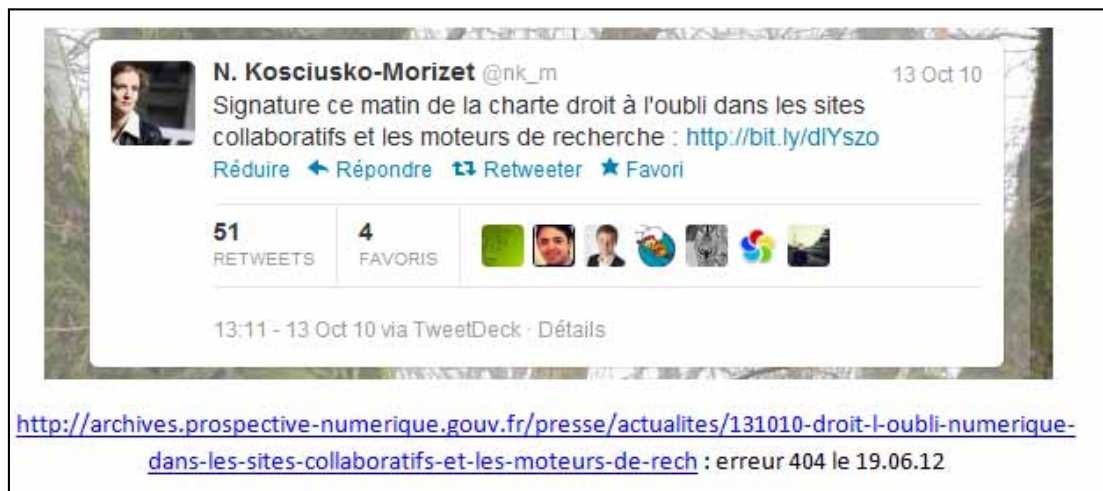 N. Kosciusko-Morizet @nk_m 13 Oct 10
Signature ce matin de la charte droit à l'oubli dans les sites
collaboratifs et les moteurs de recherche : http://bit.ly/dlYszo
Réduire Répondre Retweeter Favori
51 4
RETWEETS FAVORIS
13:11 - 13 Oct 10 via TweetDeck · Détails
http://archives.prospective-numerique.gouv.fr/presse/actualites/131010-droit-l-oubli-numerique-
dans-les-sites-collaboratifs-et-les-moteurs-de-rech : erreur 404 le 19.06.12